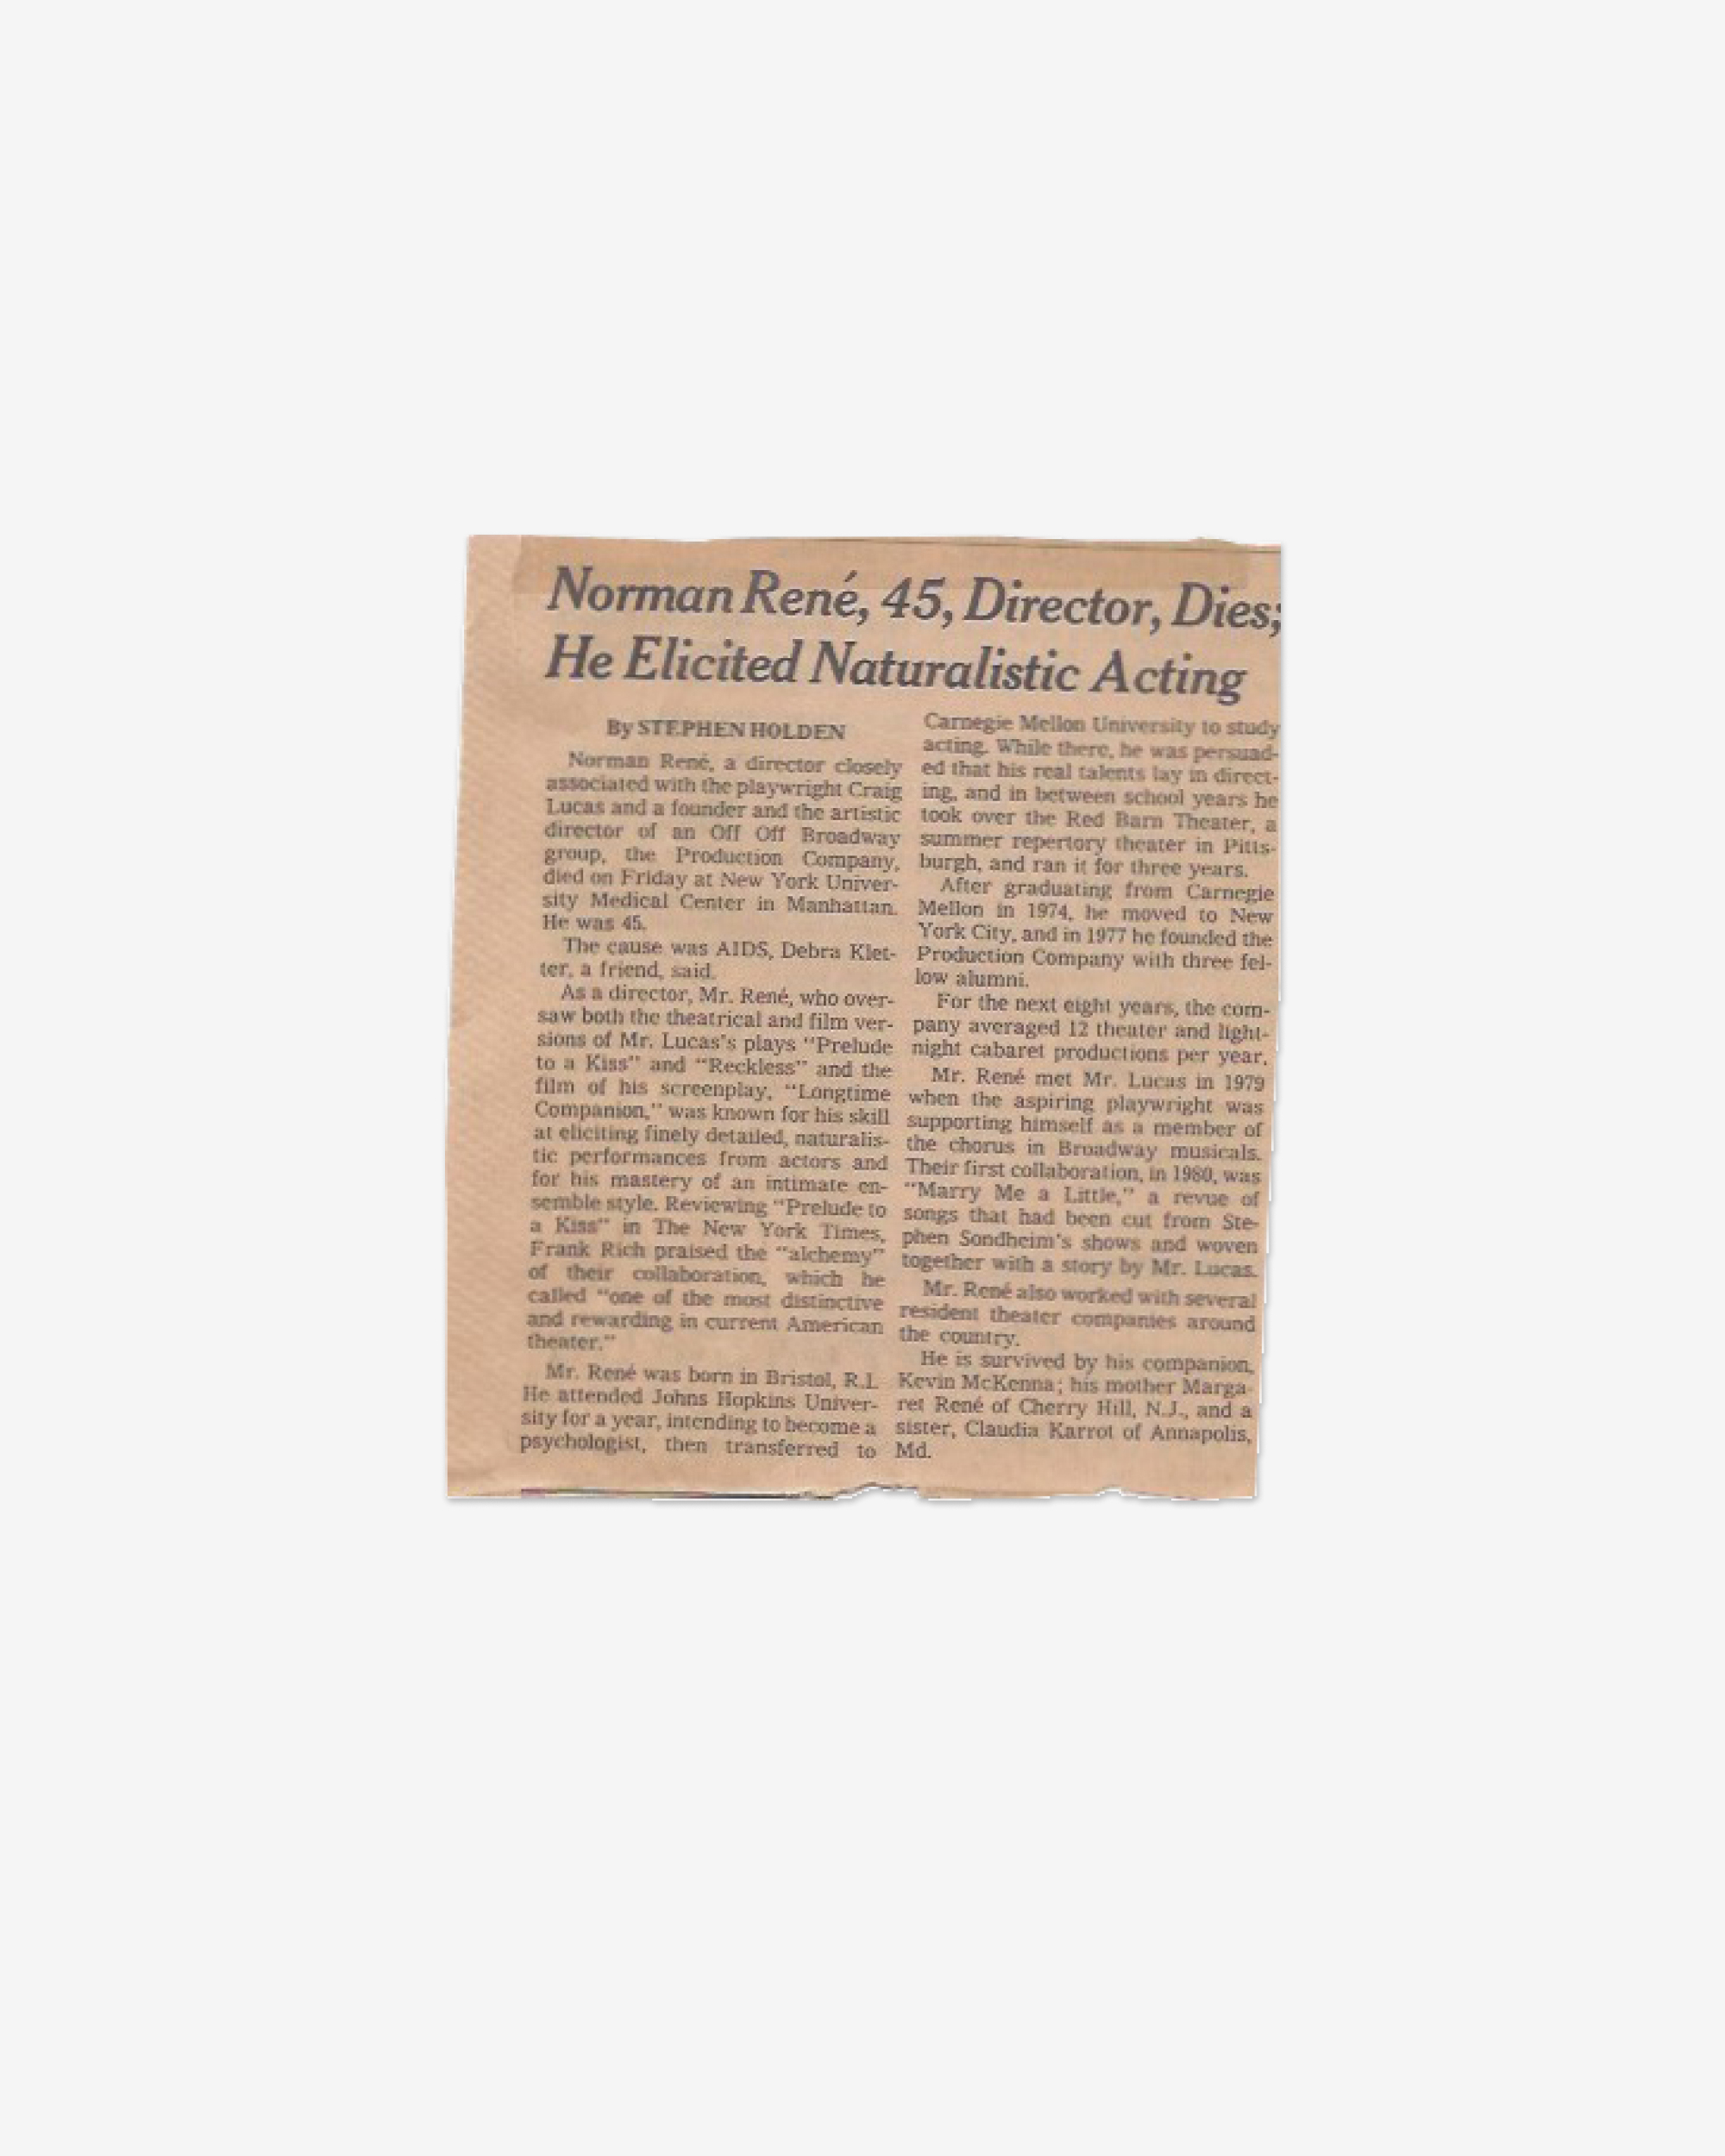 Norman René, 45, Director, Dies;
He Elicited Naturalistic Acting
By STEPHEN HOLDEN
Norman René, a director closely
associated with the playwright Craig
Lucas and a founder and the artistic
director of an Off Off Broadway
group, the Production Company,
died on Friday at New York Univer-
sity Medical Center in Manhattan.
He was 45.
The cause was AIDS, Debra Klet-
ter, a friend, said.
As a director, Mr. René, who over-
saw both the theatrical and film ver-
sions of Mr. Lucas's plays "Prelude
to a Kiss" and "Reckless" and the
film of his screenplay, "Longtime
Companion," was known for his skill
at eliciting finely detailed, naturalis-
tic performances from actors and
for his mastery of an intimate en-
semble style. Reviewing "Prelude to
a Kiss" in The New York Times,
Frank Rich praised the "alchemy"
of their collaboration, which he
called "one of the most distinctive
and rewarding in current American
theater."
Mr. René was born in Bristol, R.I.
He attended Johns Hopkins Univer-
sity for a year, intending to become a
psychologist, then transferred to
Carnegie Mellon University to study
acting. While there, he was persuad-
ed that his real talents lay in direct-
ing, and in between school years he
took over the Red Barn Theater, a
summer repertory theater in Pitts-
burgh, and ran it for three years.
After graduating from Carnegie
Mellon in 1974, he moved to New
York City, and in 1977 he founded the
Production Company with three fel-
low alumni.
For the next eight years, the com-
pany averaged 12 theater and light-
night cabaret productions per year.
Mr. René met Mr. Lucas in 1979
when the aspiring playwright was
supporting himself as a member of
the chorus in Broadway musicals.
Their first collaboration, in 1980, was
"Marry Me a Little," a revue of
songs that had been cut from Ste-
phen Sondheim's shows and woven
together with a story by Mr. Lucas.
Mr. René also worked with several
resident theater companies around
the country.
He is survived by his companion,
Kevin McKenna; his mother Marga-
ret René of Cherry Hill, N.J., and a
sister, Claudia Karrot of Annapolis,
Md.